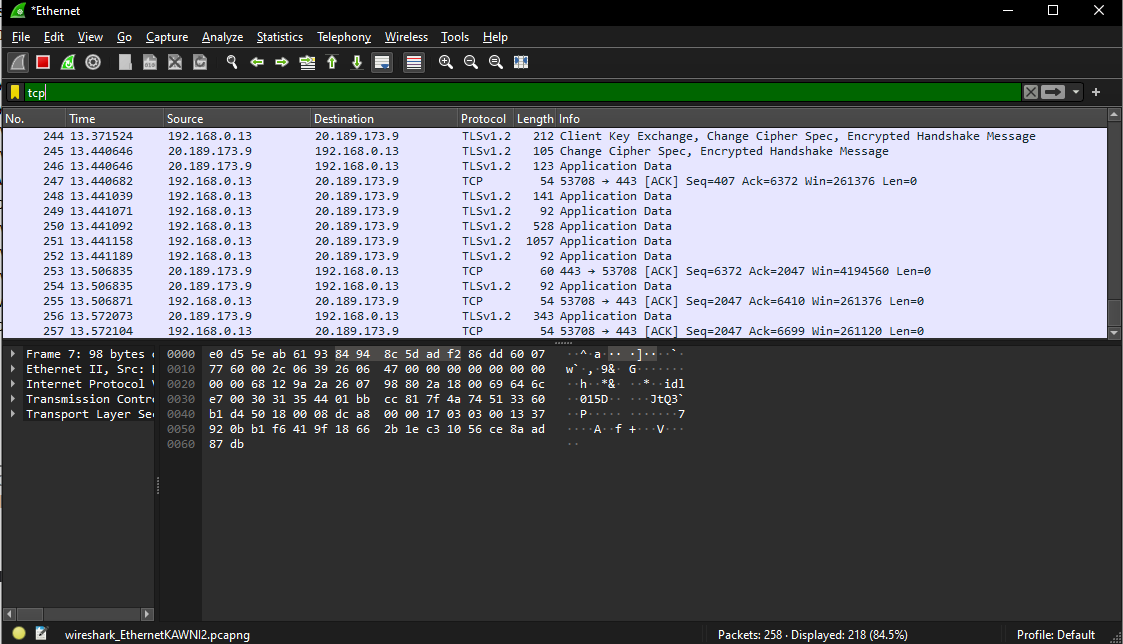 *Ethernet
File Edit View Go Capture Analyze Statistics Telephony Wireless Tools Help
tcp
No. Time Source Destination Protocol Length Info
244 13.371524 192.168.0.13 20.189.173.9 TLSv1.2 212 Client Key Exchange, Change Cipher Spec, Encrypted Handshake Message
245 13.440646 20.189.173.9 192.168.0.13 TLSv1.2 105 Change Cipher Spec, Encrypted Handshake Message
246 13.440646 20.189.173.9 192.168.0.13 TLSv1.2 123 Application Data
247 13.440682 192.168.0.13 20.189.173.9 TCP 54 53708 → 443 [ACK] Seq=407 Ack=6372 Win=261376 Len=0
248 13.441039 192.168.0.13 20.189.173.9 TLSv1.2 141 Application Data
249 13.441071 192.168.0.13 20.189.173.9 TLSv1.2 92 Application Data
250 13.441092 192.168.0.13 20.189.173.9 TLSv1.2 528 Application Data
251 13.441158 192.168.0.13 20.189.173.9 TLSv1.2 1057 Application Data
252 13.441189 192.168.0.13 20.189.173.9 TLSv1.2 92 Application Data
253 13.506835 20.189.173.9 192.168.0.13 TCP 60 443 → 53708 [ACK] Seq=6372 Ack=2047 Win=4194560 Len=0
254 13.506835 20.189.173.9 192.168.0.13 TLSv1.2 92 Application Data
255 13.506871 192.168.0.13 20.189.173.9 TCP 54 53708 → 443 [ACK] Seq=2047 Ack=6410 Win=261376 Len=0
256 13.572073 20.189.173.9 192.168.0.13 TLSv1.2 343 Application Data
257 13.572104 192.168.0.13 20.189.173.9 TCP 54 53708 → 443 [ACK] Seq=2047 Ack=6699 Win=261120 Len=0
Frame 7: 98 bytes
Ethernet II, Src:
Internet Protocol
Transmission Contro
Transport Layer Se
0000 e0 d5 5e ab 61 93 84 94 8c 5d ad f2 86 dd 60 07 ··^·a··· ·]····`·
0010 77 60 00 2c 06 39 26 06 47 00 00 00 00 00 00 00 w`·,·9&· G·······
0020 00 00 68 12 9a 2a 26 07 98 80 2a 18 00 69 64 6c ··h··*&· ··*··idl
0030 e7 00 30 31 35 44 01 bb cc 81 7f 4a 74 51 33 60 ··015D·· ···JtQ3`
0040 b1 d4 50 18 00 08 dc a8 00 00 17 03 03 00 13 37 ··P····· ·······7
0050 92 0b b1 f6 41 9f 18 66 2b 1e c3 10 56 ce 8a ad ····A··f +···V···
0060 87 db ··
wireshark_EthernetKAWNI2.pcapng Packets: 258 · Displayed: 218 (84.5%) Profile: Default